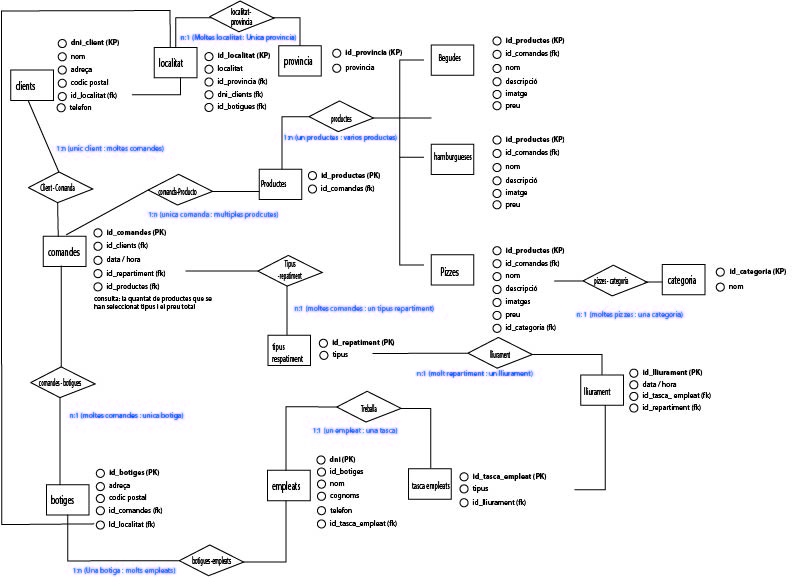 localitat-
provincia
n:1 (Moltes localitat : Unica provincia)
clients
dni_client (KP)
nom
adreça
codic postal
id_localitat (fk)
telefon
localitat
id_localitat (KP)
localitat
id_provincia (fk)
dni_clients (fk)
id_botigues (fk)
provincia
id_provincia (KP)
provincia
Begudes
id_productes (KP)
id_comandes (fk)
nom
descripció
imatge
preu
productes
1:n (un productes : varios productes)
hamburgueses
id_productes (KP)
id_comandes (fk)
nom
descripció
imatge
preu
1:n (unic client : moltes comandes)
Client - Comanda
comanda-Producto
1:n (unica comanda : multiples prodcutes)
Productes
id_productes (PK)
id_comandes (fk)
comandes
id_comandes (PK)
id_clients (fk)
data / hora
id_repartiment (fk)
id_productes (fk)
consulta: la quantat de productes que se
han seleccionat tipus I el preu total
Tipus
-repatiment
n:1 (moltes comandes : un tipus repartiment)
Pizzes
id_productes (KP)
id_comandes (fk)
nom
descripció
imatges
preu
id_categoria (fk)
pizzes - categoria
n: 1 (moltes pizzes : una categoria)
categoria
id_categoria (KP)
nom
tipus
respatiment
id_repatiment (PK)
tipus
lliurament
n:1 (molt repartiment : un lliurament)
lliurament
id_lliurament (PK)
data / hora
id_tasca_ empleat (fk)
id_repartiment (fk)
comandes - botigues
n:1 (moltes comandes : unica botiga)
Treballa
1:1 (un empleat : una tasca)
botiges
id_botiges (PK)
adreça
codic postal
id_comandes (fk)
Id_localitat (fk)
empleats
dni (PK)
id_botiges
nom
cognoms
telefon
id_tasca_empleat (fk)
tasca empleats
id_tasca_empleat (PK)
tipus
id_lliurament (fk)
botigues-empleats
1:n (Una botiga : molts empleats)